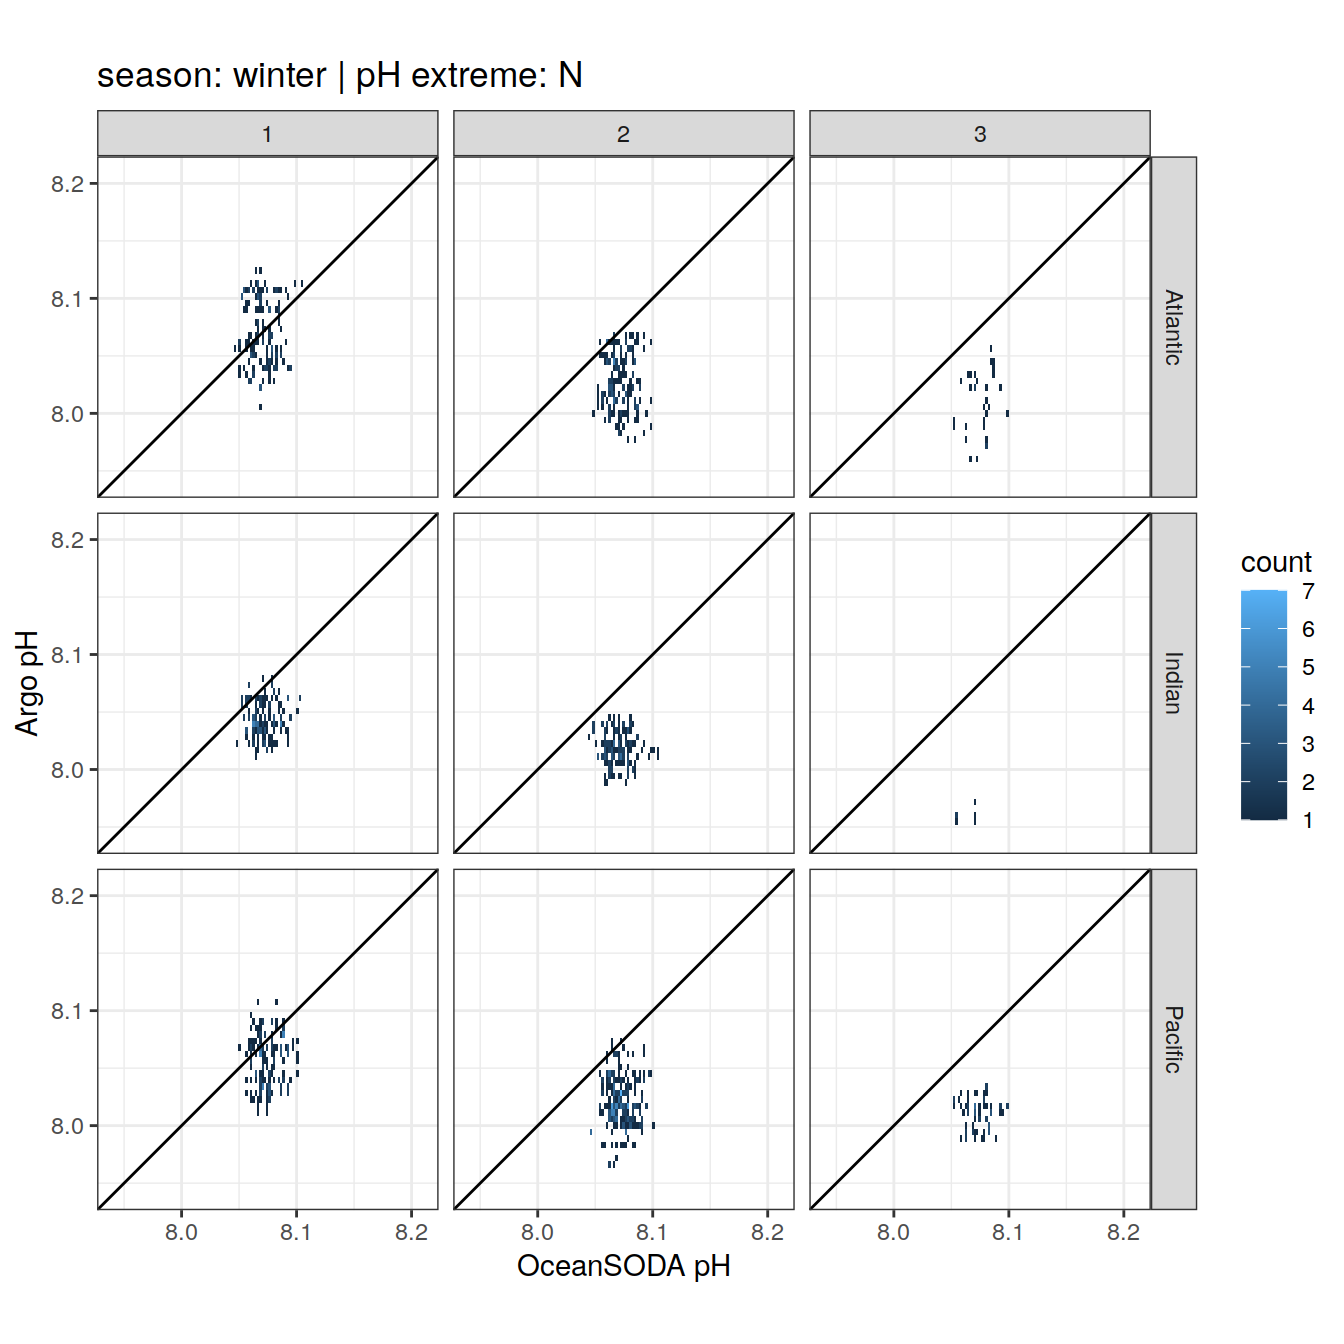 season: winter | pH extreme: N
1 2 3
8.2
8.1
8.0
Atlantic
8.2
8.1
8.0
Indian
8.2
8.1
8.0
Pacific
Argo pH
8.0 8.1 8.2 8.0 8.1 8.2 8.0 8.1 8.2
OceanSODA pH
count
7
6
5
4
3
2
1